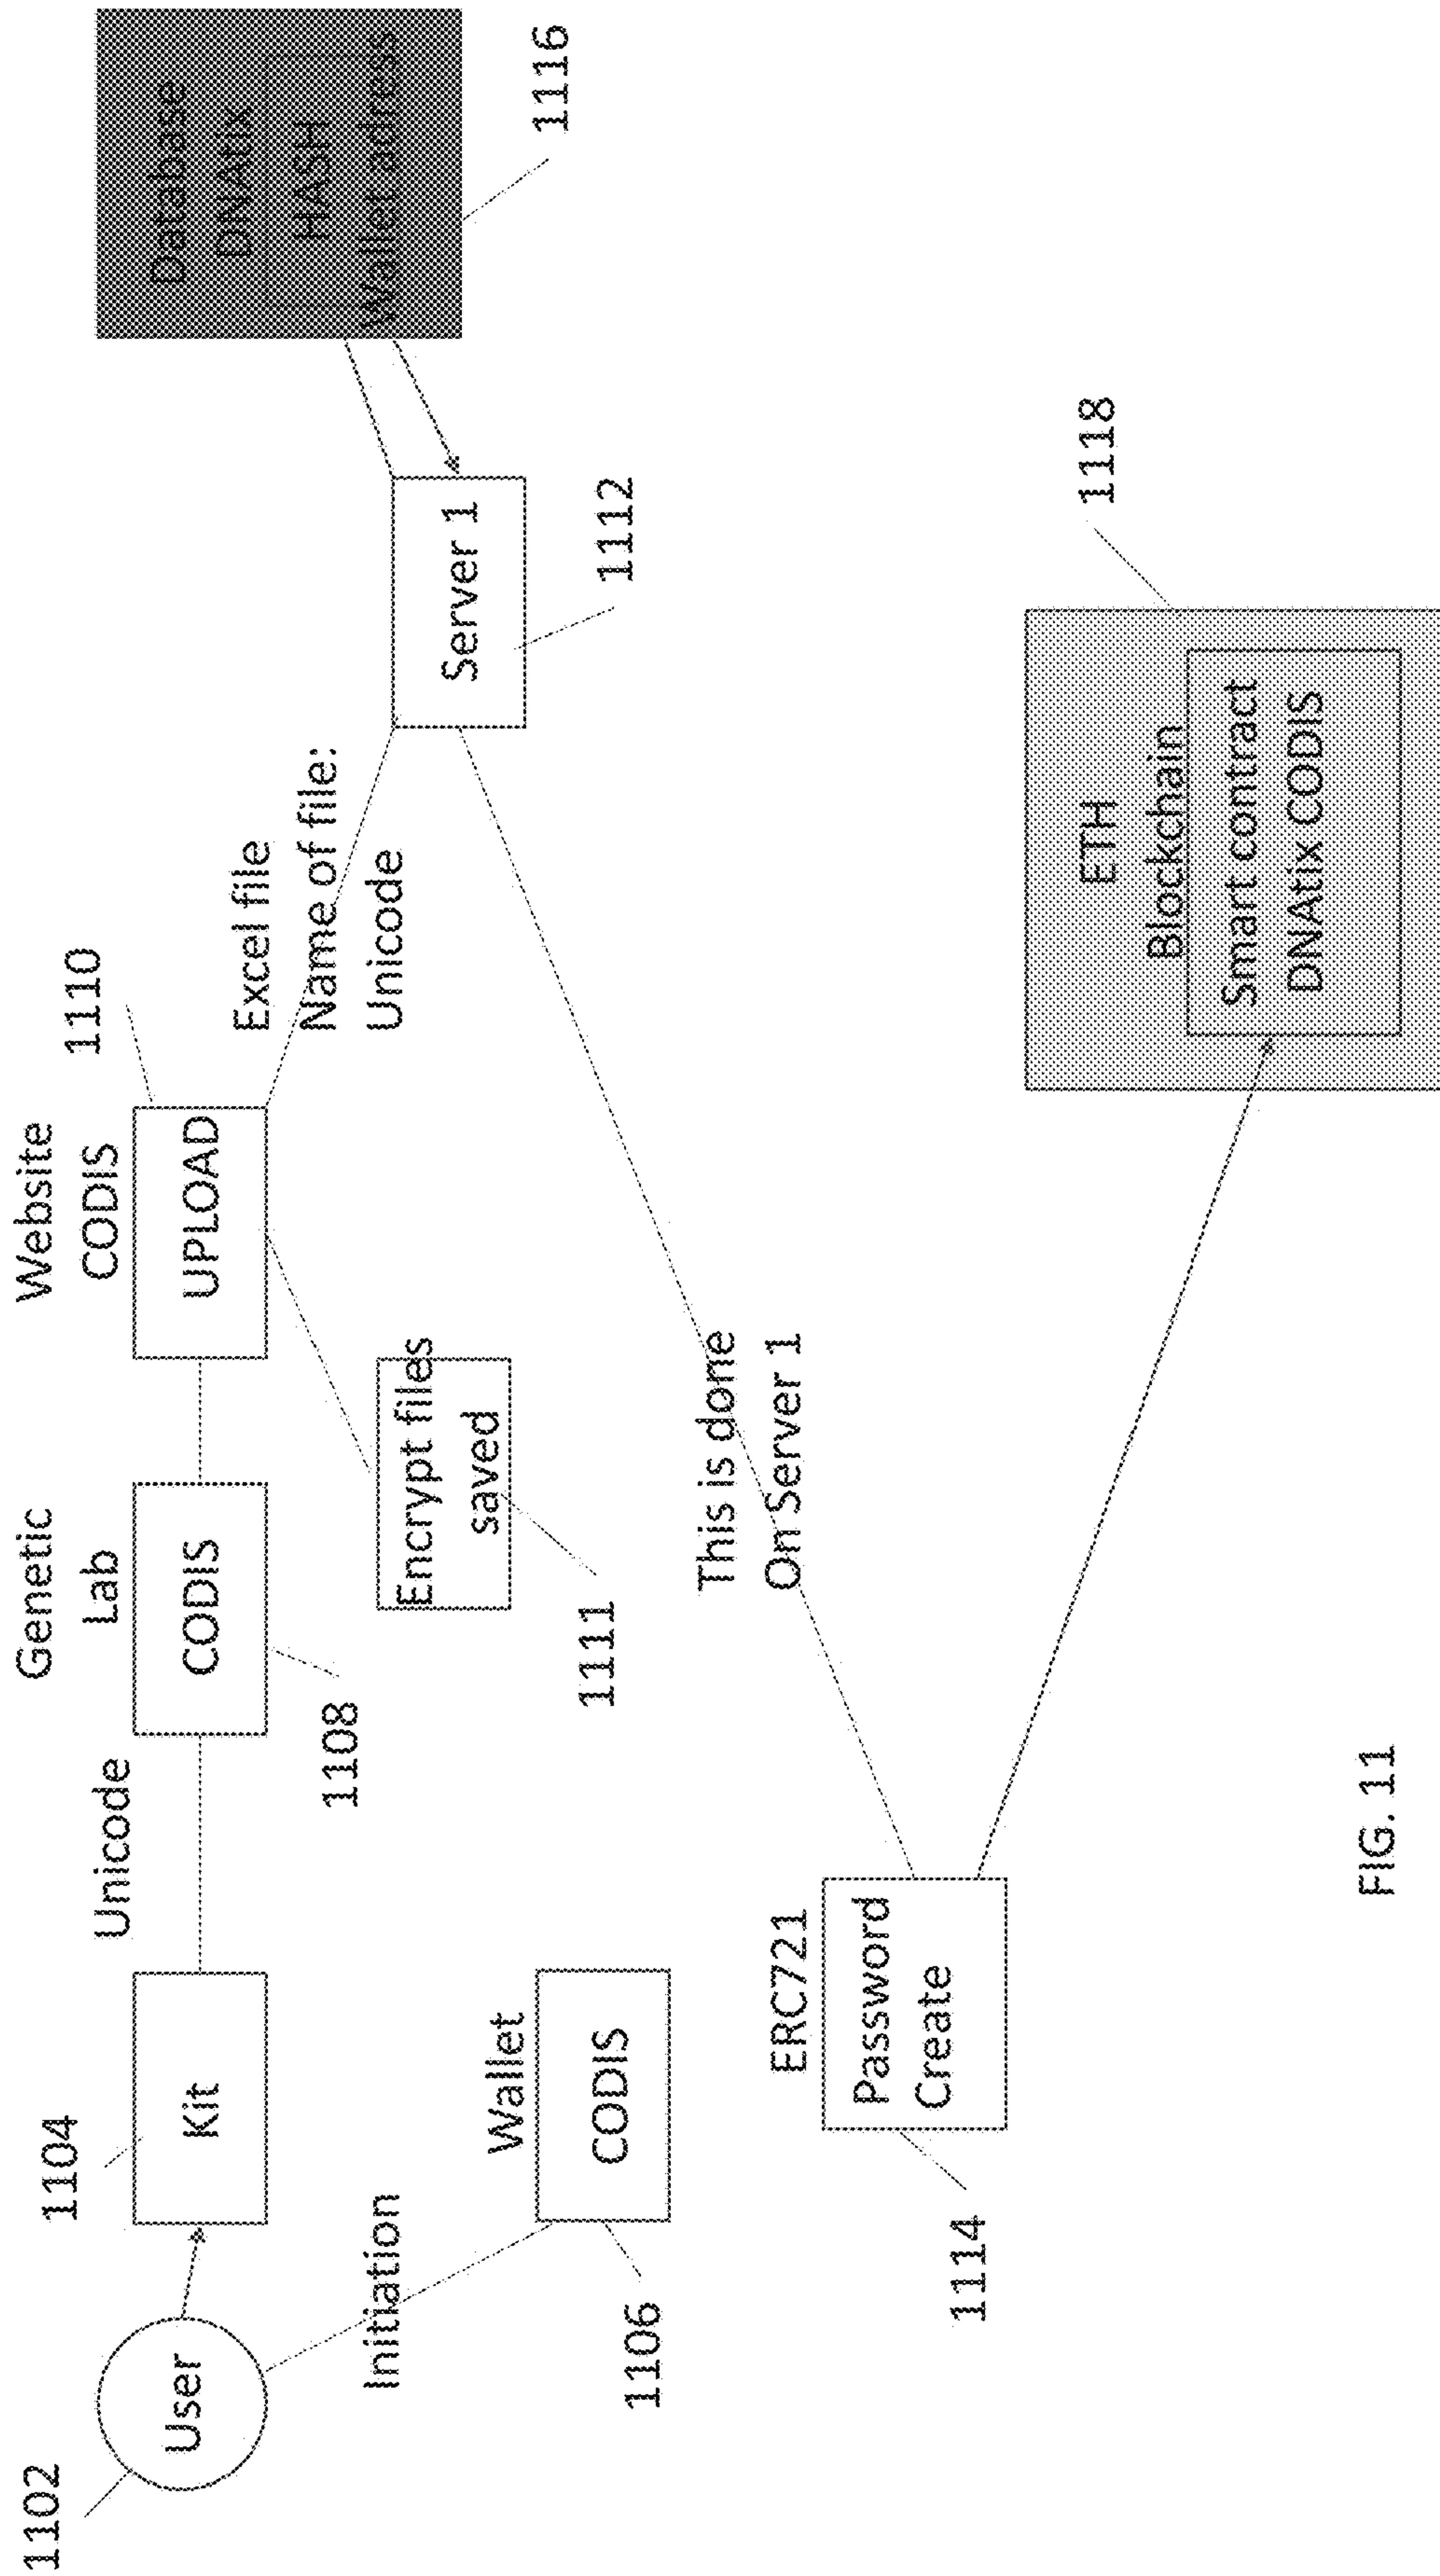 1102
User
1104
Kit
Unicode
Genetic
Lab
CODIS
1108
Website
CODIS
UPLOAD
1110
Excel file
Name of file:
Unicode
Encrypt files
saved
1111
Server 1
1112
Database
DNAtix
HASH
Wallet adress
1116
Initiation
Wallet
CODIS
1106
This is done
On Server 1
ERC721
Password
Create
1114
ETH
Blockchain
Smart contract
DNAtix CODIS
1118
FIG. 11